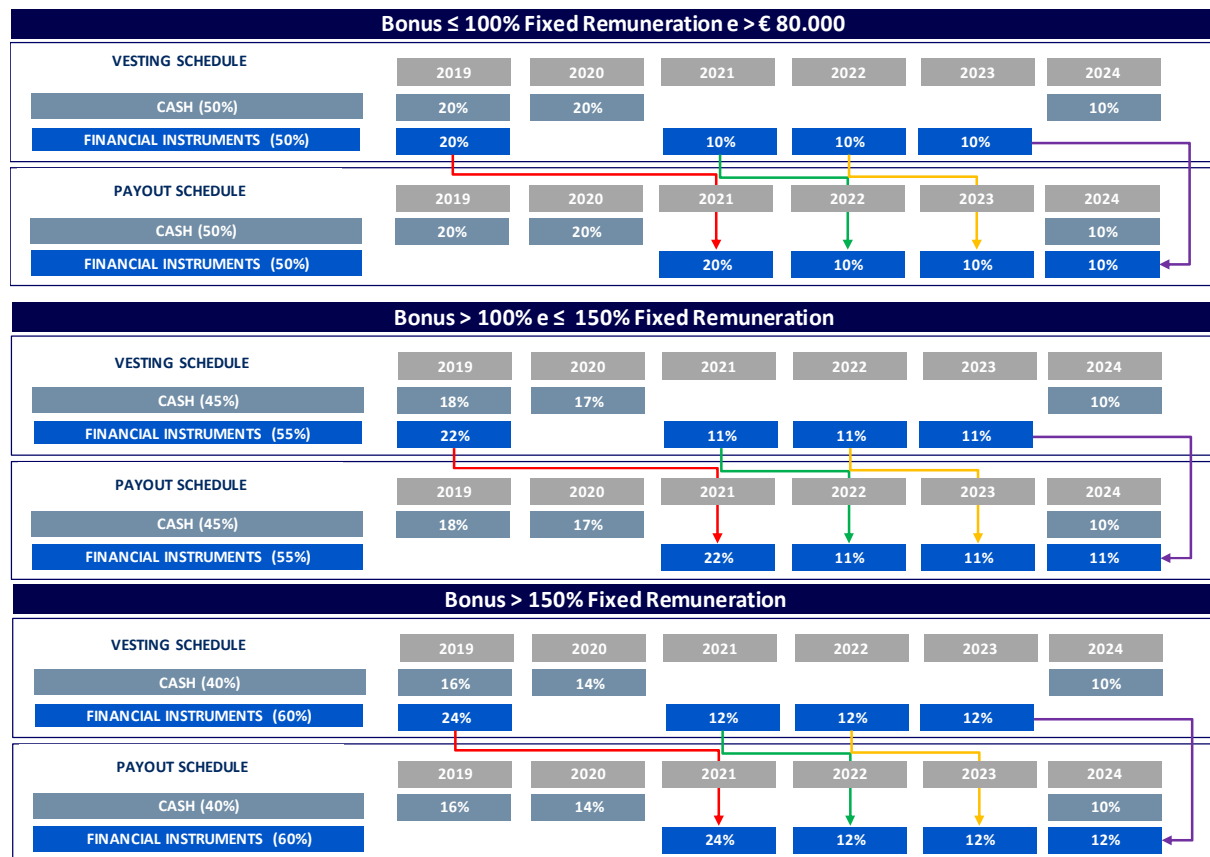 Bonus ≤ 100% Fixed Remuneration e > € 80.000
VESTING SCHEDULE
2019 2020 2021 2022 2023 2024
CASH (50%) 20% 20% 10%
FINANCIAL INSTRUMENTS (50%) 20% 10% 10% 10%
PAYOUT SCHEDULE
2019 2020 2021 2022 2023 2024
CASH (50%) 20% 20% 10%
FINANCIAL INSTRUMENTS (50%) 20% 10% 10% 10%
Bonus > 100% e ≤ 150% Fixed Remuneration
VESTING SCHEDULE
2019 2020 2021 2022 2023 2024
CASH (45%) 18% 17% 10%
FINANCIAL INSTRUMENTS (55%) 22% 11% 11% 11%
PAYOUT SCHEDULE
2019 2020 2021 2022 2023 2024
CASH (45%) 18% 17% 10%
FINANCIAL INSTRUMENTS (55%) 22% 11% 11% 11%
Bonus > 150% Fixed Remuneration
VESTING SCHEDULE
2019 2020 2021 2022 2023 2024
CASH (40%) 16% 14% 10%
FINANCIAL INSTRUMENTS (60%) 24% 12% 12% 12%
PAYOUT SCHEDULE
2019 2020 2021 2022 2023 2024
CASH (40%) 16% 14% 10%
FINANCIAL INSTRUMENTS (60%) 24% 12% 12% 12%